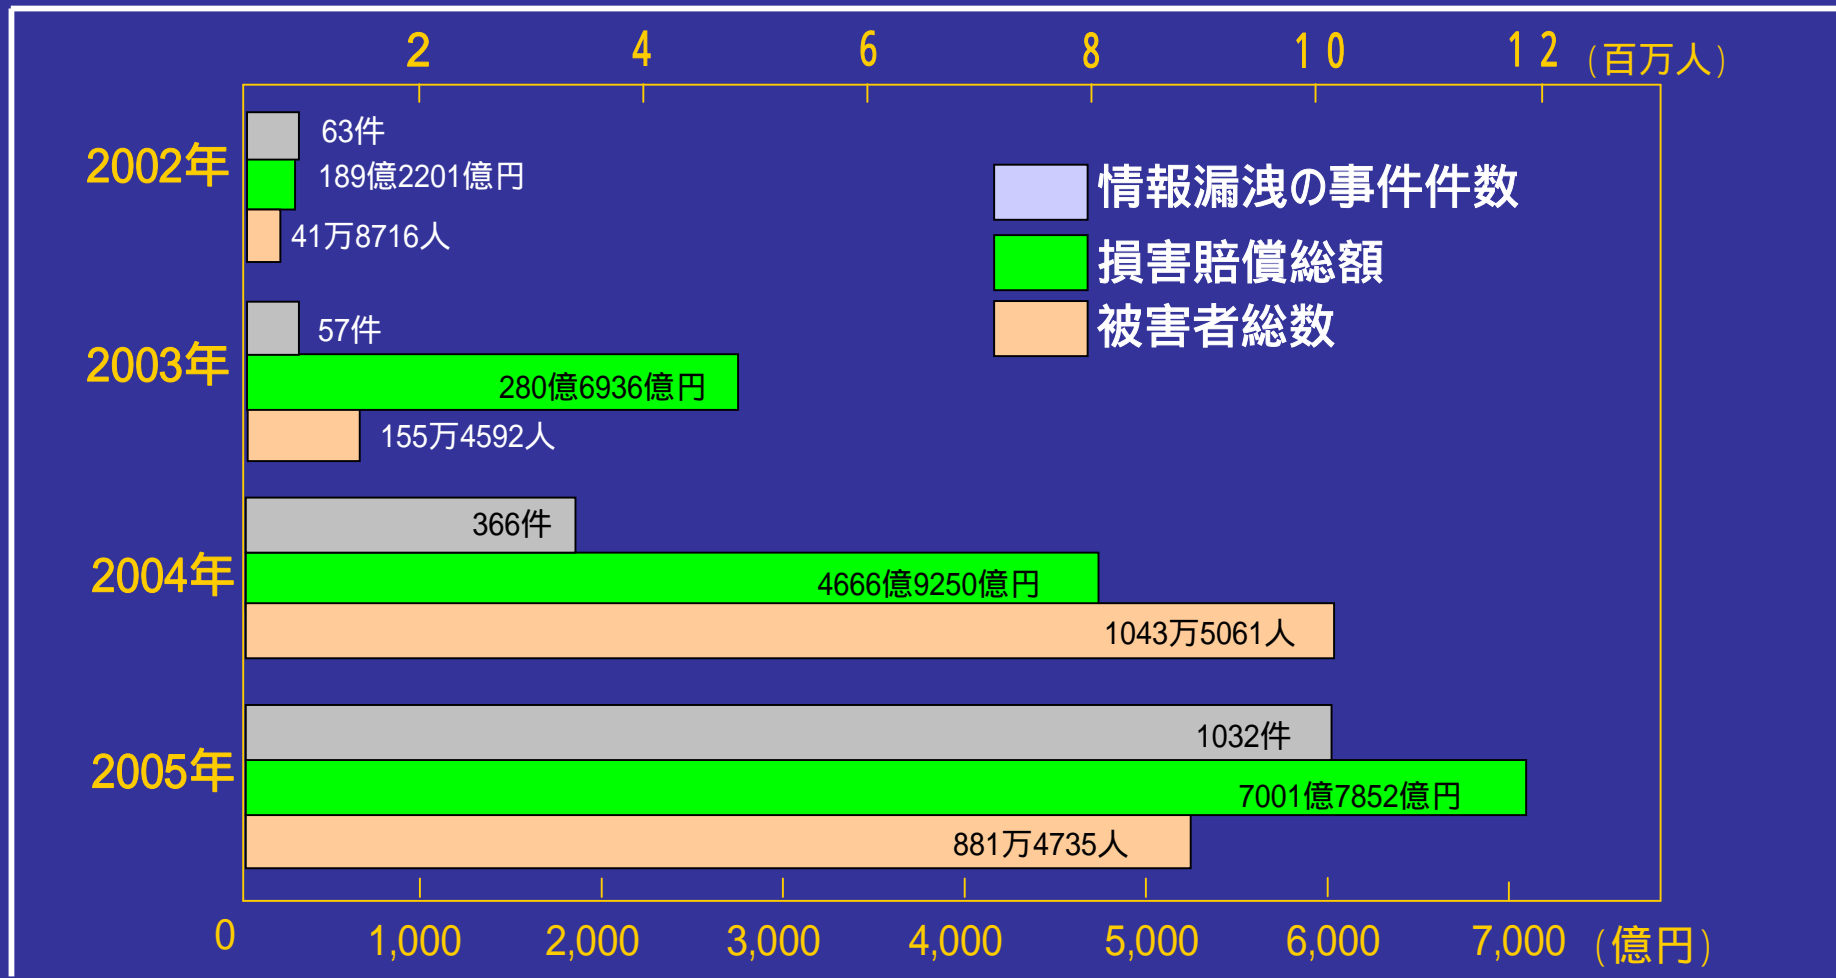 2 4 6 8 10 12 (百万人)
2002年
63件
189億2201億円
41万8716人
情報漏洩の事件件数
損害賠償総額
被害者総数
2003年
57件
280億6936億円
155万4592人
2004年
366件
4666億9250億円
1043万5061人
2005年
1032件
7001億7852億円
881万4735人
0 1,000 2,000 3,000 4,000 5,000 6,000 7,000 (億円)